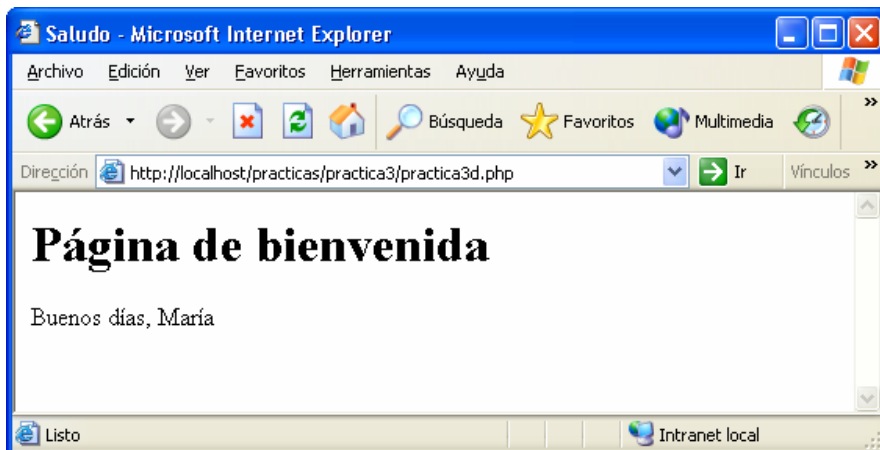 Saludo - Microsoft Internet Explorer
Archivo Edición Ver Favoritos Herramientas Ayuda
Atrás Búsqueda Favoritos Multimedia »
Dirección http://localhost/practicas/practica3/practica3d.php Ir Vínculos »
Página de bienvenida
Buenos días, María
Listo Intranet local